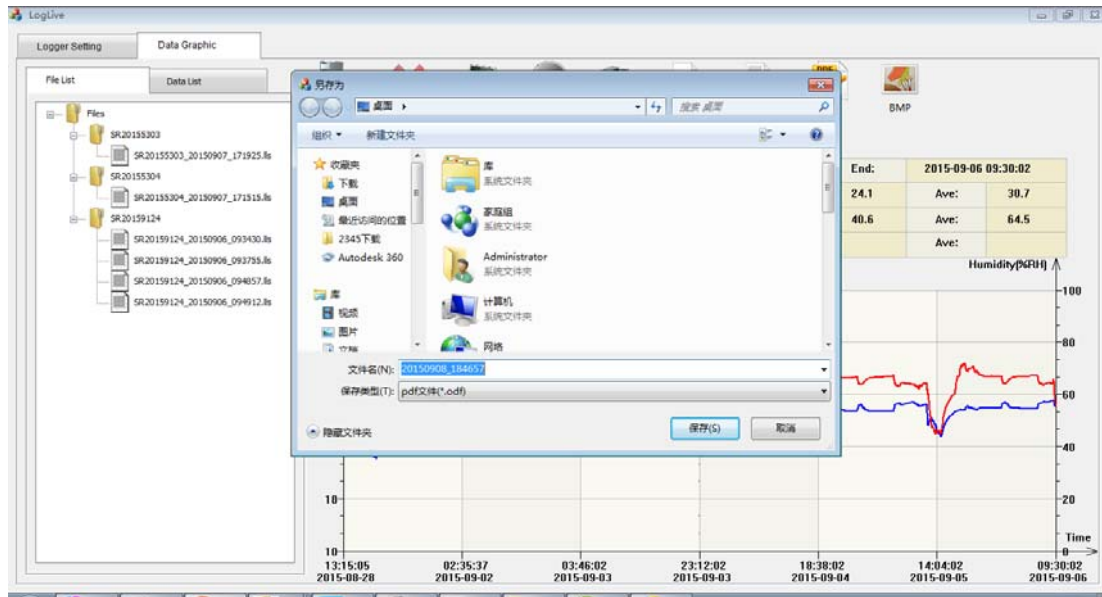 LogLive
Logger Setting
Data Graphic
File List
Data List
Files
SR20155303
SR20155303_20150907_171925.lls
SR20155304
SR20155304_20150907_171515.lls
SR20159124
SR20159124_20150906_093430.lls
SR20159124_20150906_093755.lls
SR20159124_20150906_094857.lls
SR20159124_20150906_094912.lls
另存为
桌面
搜索 桌面
组织
新建文件夹
收藏夹
下载
桌面
最近访问的位置
2345下载
Autodesk 360
库
视频
图片
文档
库
系统文件夹
家庭组
系统文件夹
Administrator
系统文件夹
计算机
系统文件夹
网络
文件名(N): 20150908_184657
保存类型(T): pdf文件(*.odf)
隐藏文件夹
保存(S)
取消
BMP
End: 2015-09-06 09:30:02
24.1 Ave: 30.7
40.6 Ave: 64.5
Ave:
Humidity(%RH)
100
80
60
40
20
0
Time
10
10
13:15:05 02:35:37 03:46:02 23:12:02 18:38:02 14:04:02 09:30:02
2015-08-28 2015-09-02 2015-09-03 2015-09-03 2015-09-04 2015-09-05 2015-09-06